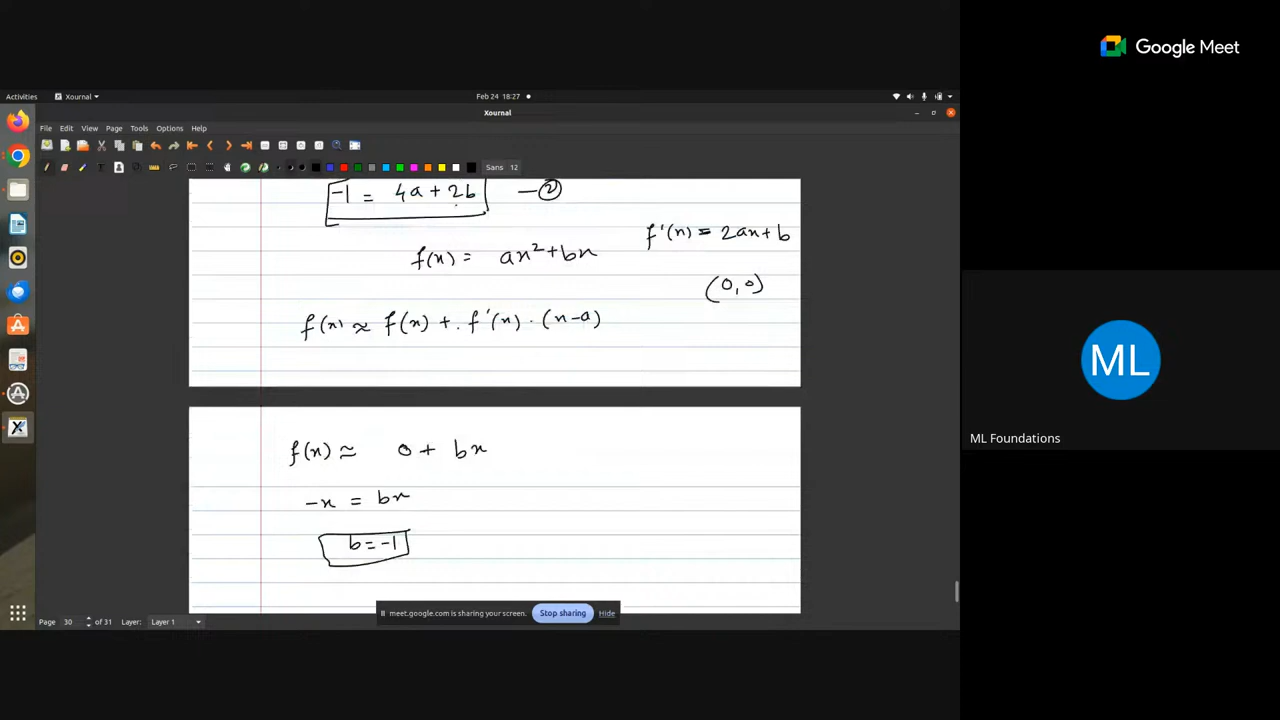 Google Meet
Activities Xournal Feb 24 18:27
Xournal
File Edit View Page Tools Options Help
Sans 12
-1 = 4a + 2b — ②
f'(x) = 2ax + b
f(x) = ax² + bx
(0,0)
f(x) ≈ f(x) + . f'(x) · (x-a)
f(x) ≈ 0 + bx
-x = bx
b = -1
ML
ML Foundations
meet.google.com is sharing your screen. Stop sharing Hide
Page 30 of 31 Layer: Layer 1